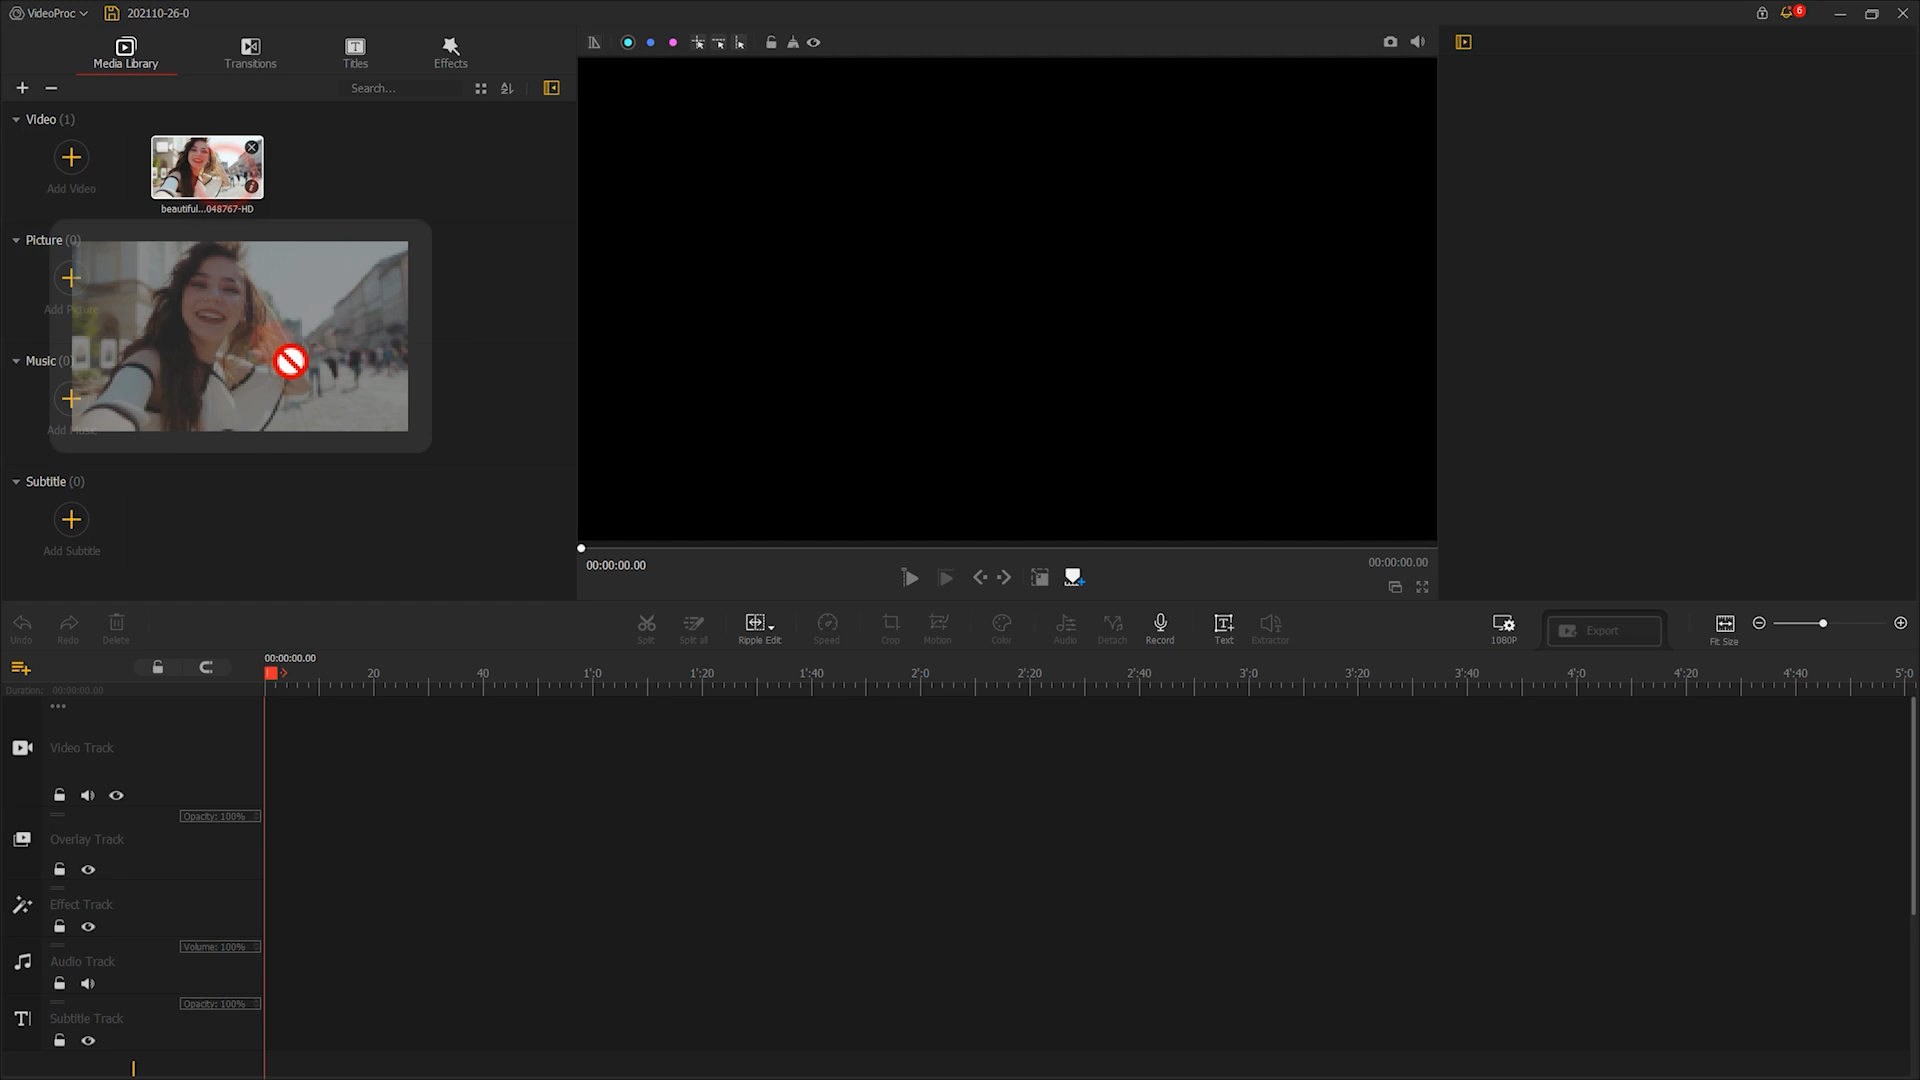 VideoProc
202110-26-0
6
Media Library
Transitions
Titles
Effects
Search...
Video (1)
Add Video
beautiful...048767-HD
Picture (0)
Add Picture
Music (0)
Add Music
Subtitle (0)
Add Subtitle
00:00:00.00
00:00:00.00
Undo
Redo
Delete
Split
Split all
Ripple Edit
Speed
Crop
Motion
Color
Audio
Detach
Record
Text
Extractor
1080P
Export
Fit Size
00:00:00.00
20
40
1':0
1':20
1':40
2':0
2':20
2':40
3':0
3':20
3':40
4':0
4':20
4':40
5':0
Duration: 00:00:00.00
Video Track
Opacity: 100%
Overlay Track
Effect Track
Volume: 100%
Audio Track
Opacity: 100%
Subtitle Track